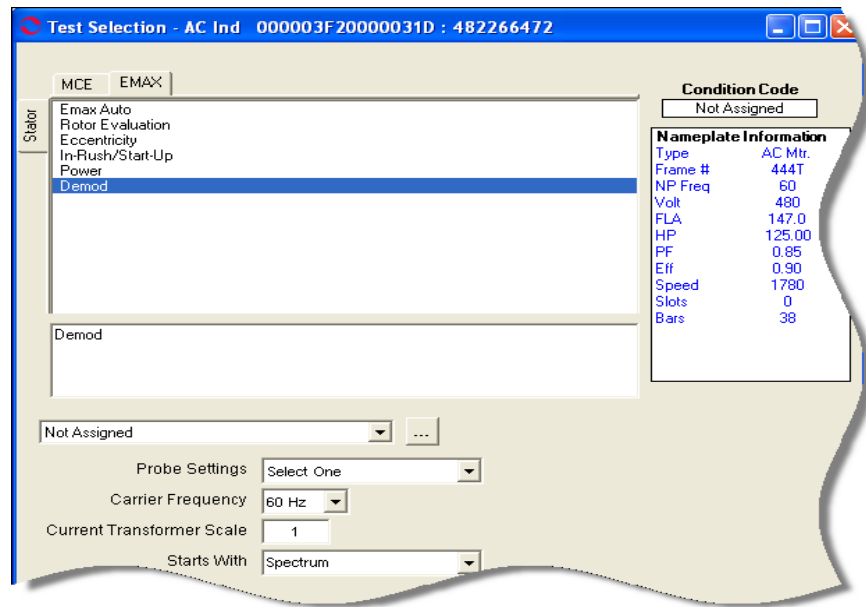 Test Selection - AC Ind 000003F20000031D : 482266472
MCE EMAX
Stator
Emax Auto
Rotor Evaluation
Eccentricity
In-Rush/Start-Up
Power
Demod
Condition Code
Not Assigned
Nameplate Information
Type AC Mtr.
Frame # 444T
NP Freq 60
Volt 480
FLA 147.0
HP 125.00
PF 0.85
Eff 0.90
Speed 1780
Slots 0
Bars 38
Demod
Not Assigned ...
Probe Settings Select One
Carrier Frequency 60 Hz
Current Transformer Scale 1
Starts With Spectrum